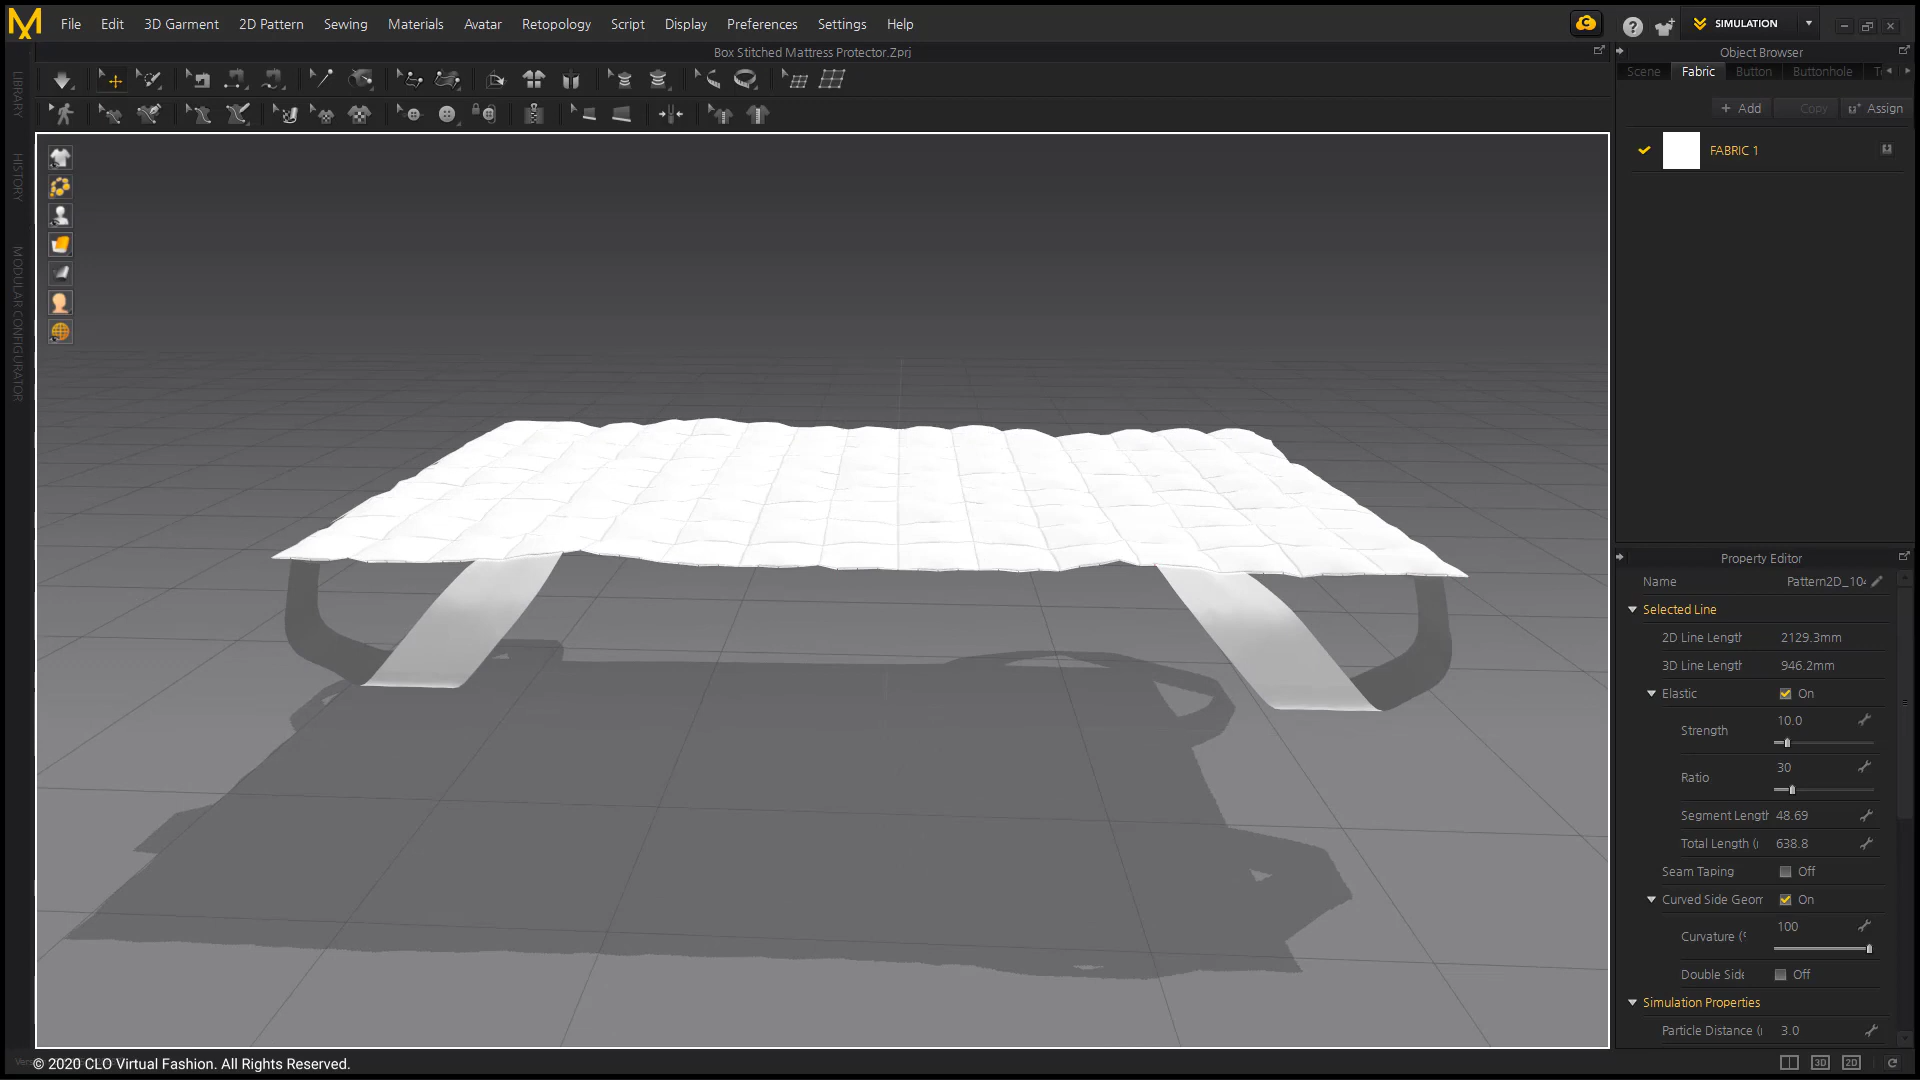 File Edit 3D Garment 2D Pattern Sewing Materials Avatar Retopology Script Display Preferences Settings Help
SIMULATION
Box Stitched Mattress Protector.Zprj
Object Browser
Scene Fabric Button Buttonhole
+ Add Copy Assign
FABRIC 1
LIBRARY
HISTORY
MODULAR CONFIGURATOR
Property Editor
Name Pattern2D_10
Selected Line
2D Line Length 2129.3mm
3D Line Length 946.2mm
Elastic On
Strength 10.0
Ratio 30
Segment Length 48.69
Total Length ( 638.8
Seam Taping Off
Curved Side Geom On
Curvature ( 100
Double Side Off
Simulation Properties
Particle Distance ( 3.0
© 2020 CLO Virtual Fashion. All Rights Reserved.
3D 2D